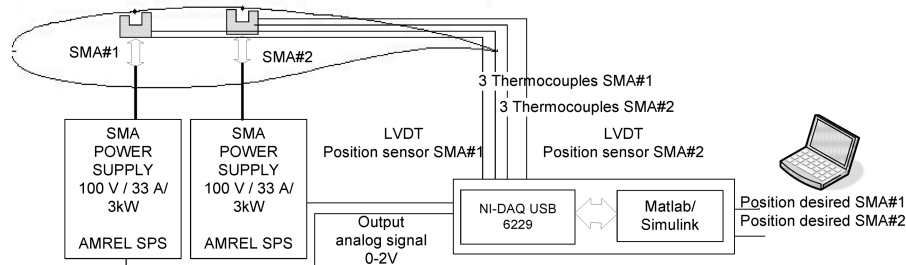 SMA#1
SMA#2
3 Thermocouples SMA#1
3 Thermocouples SMA#2
SMA
POWER
SUPPLY
100 V / 33 A/
3kW
AMREL SPS
SMA
POWER
SUPPLY
100 V / 33 A/
3kW
AMREL SPS
LVDT
Position sensor SMA#1
LVDT
Position sensor SMA#2
NI-DAQ USB
6229
Matlab/
Simulink
Position desired SMA#1
Position desired SMA#2
Output
analog signal
0-2V